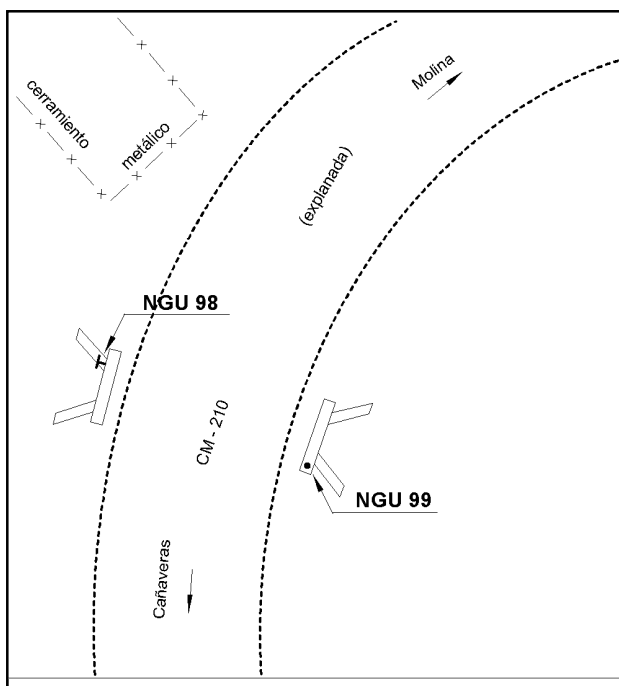 Molina
cerramiento
metálico
(explanada)
NGU 98
CM - 210
NGU 99
Cañaveras